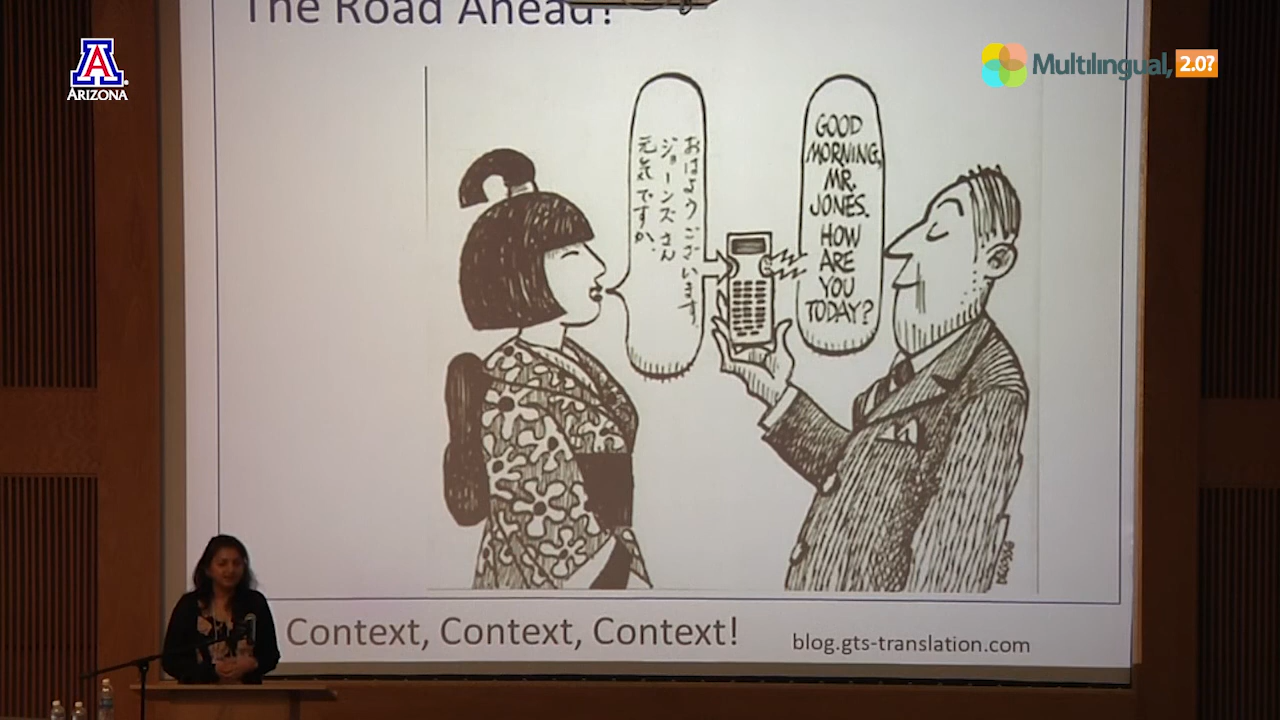 The Road Ahead!
A
ARIZONA
Multilingual, 2.0?
おはようございます
ジョーンズさん
元気ですか.
GOOD
MORNING,
MR.
JONES.
HOW
ARE
YOU
TODAY?
DECISSE
Context, Context, Context!
blog.gts-translation.com